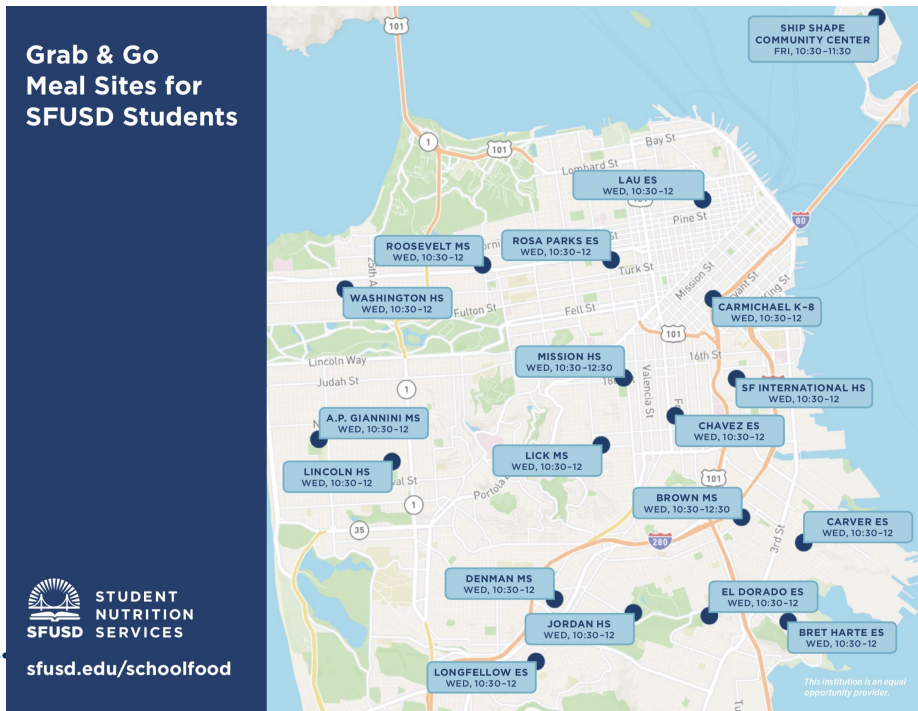 Grab & Go
Meal Sites for
SFUSD Students
SFUSD
STUDENT
NUTRITION
SERVICES
sfusd.edu/schoolfood
101
SHIP SHAPE
COMMUNITY CENTER
FRI, 10:30-11:30
1
101
Bay St
Lombard St
LAU ES
WED, 10:30-12
Pine St
80
ROOSEVELT MS
WED, 10:30-12
ROSA PARKS ES
WED, 10:30-12
Turk St
Mission St
King St
WASHINGTON HS
WED, 10:30-12
Fulton St
Fell St
CARMICHAEL K-8
WED, 10:30-12
101
Lincoln Way
Judah St
1
MISSION HS
WED, 10:30-12:30
16th St
Valencia St
SF INTERNATIONAL HS
WED, 10:30-12
A.P. GIANNINI MS
WED, 10:30-12
CHAVEZ ES
WED, 10:30-12
LINCOLN HS
WED, 10:30-12
LICK MS
WED, 10:30-12
Portola
101
1
35
BROWN MS
WED, 10:30-12:30
280
3rd St
CARVER ES
WED, 10:30-12
DENMAN MS
WED, 10:30-12
JORDAN HS
WED, 10:30-12
EL DORADO ES
WED, 10:30-12
BRET HARTE ES
WED, 10:30-12
LONGFELLOW ES
WED, 10:30-12
This institution is an equal
opportunity provider.